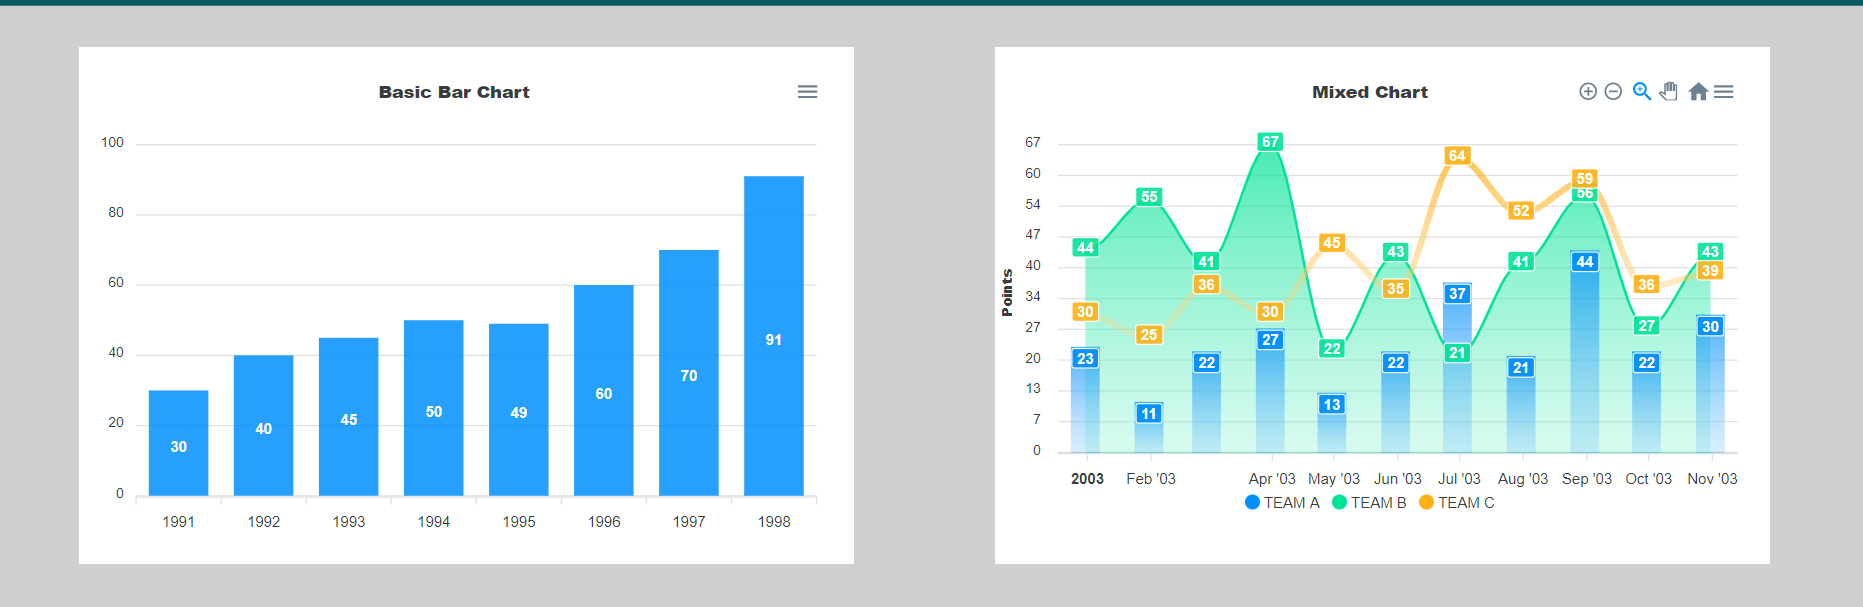 Basic Bar Chart
100
80
60
40
20
0
30
40
45
50
49
60
70
91
1991 1992 1993 1994 1995 1996 1997 1998
Mixed Chart
Points
67
60
54
47
40
34
27
20
13
7
0
44 55 41 67 22 43 21 41 56 27 43
30 25 36 30 45 35 64 52 59 36 39
23 11 22 27 13 22 37 21 44 22 30
2003 Feb '03 Apr '03 May '03 Jun '03 Jul '03 Aug '03 Sep '03 Oct '03 Nov '03
TEAM A TEAM B TEAM C